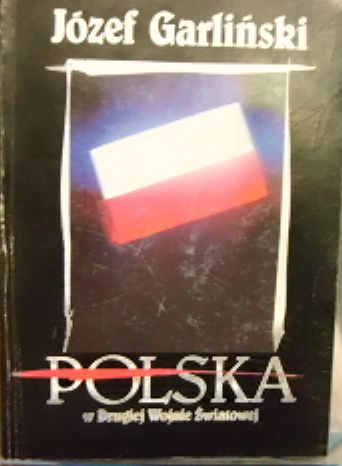 Józef Garliński
POLSKA
w Drugiej Wojnie Światowej